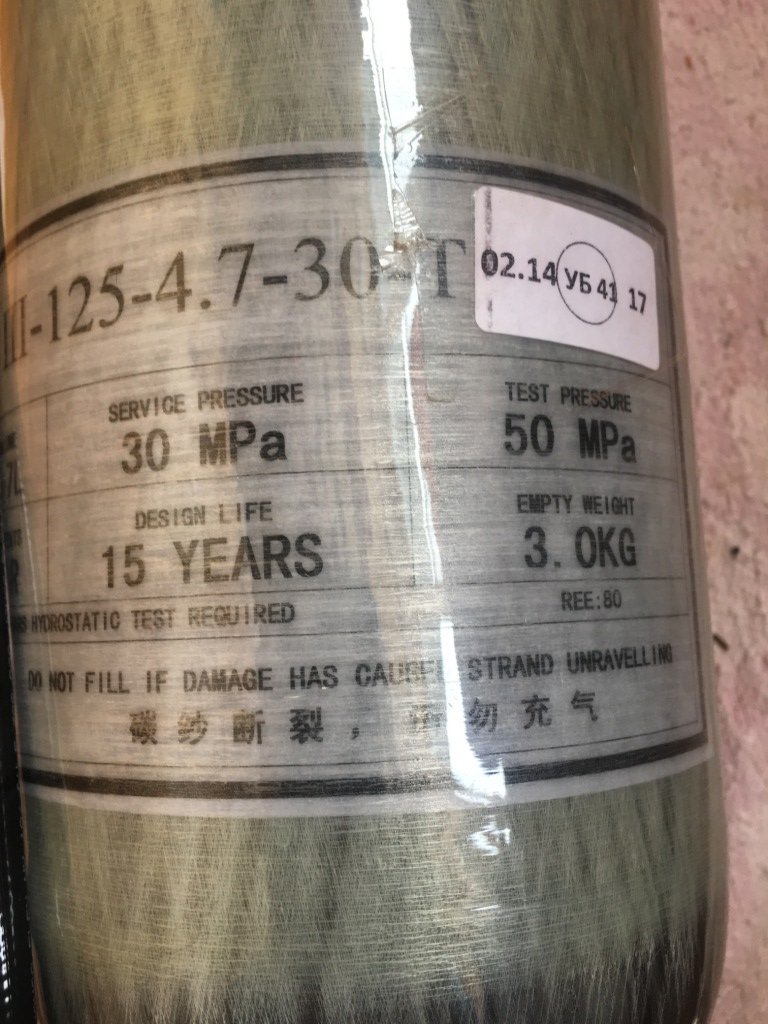 III-125-4.7-30-T
02.14 УБ 41 17
SERVICE PRESSURE
30 MPa
TEST PRESSURE
50 MPa
DESIGN LIFE
15 YEARS
EMPTY WEIGHT
3.0KG
HYDROSTATIC TEST REQUIRED
REE:80
DO NOT FILL IF DAMAGE HAS CAUSED STRAND UNRAVELLING
碳纱断裂，请勿充气